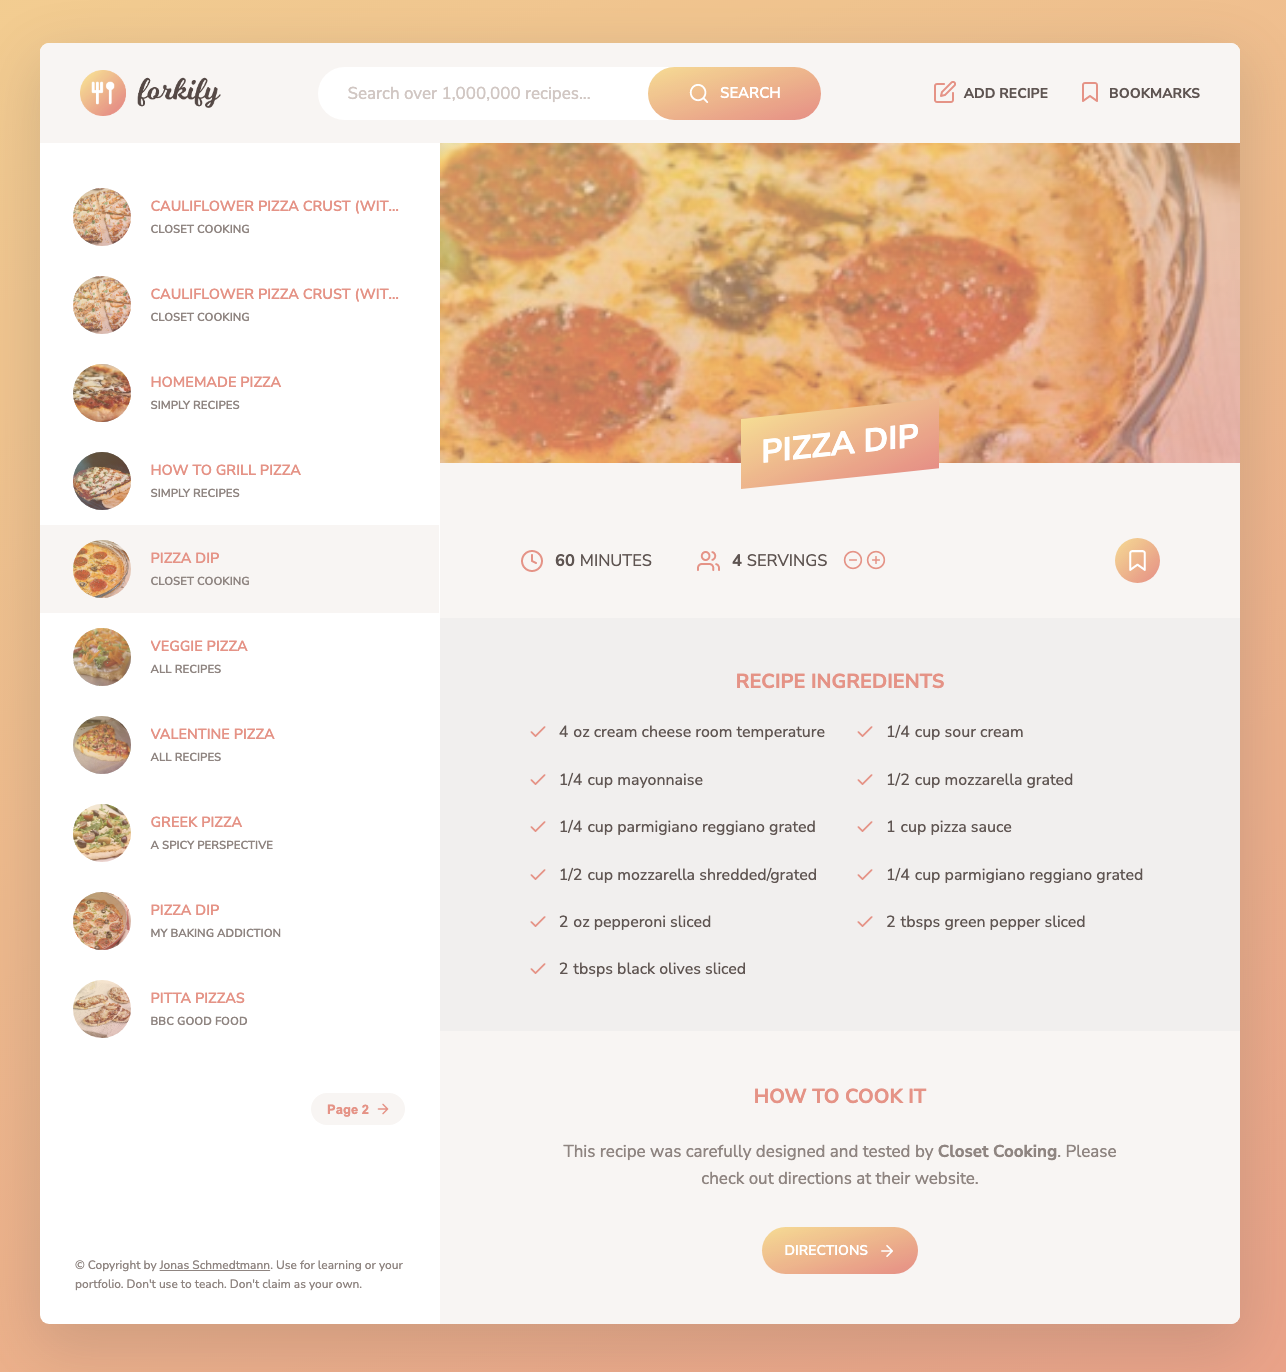 forkify
Search over 1,000,000 recipes...
SEARCH
ADD RECIPE
BOOKMARKS
CAULIFLOWER PIZZA CRUST (WIT...
CLOSET COOKING
CAULIFLOWER PIZZA CRUST (WIT...
CLOSET COOKING
HOMEMADE PIZZA
SIMPLY RECIPES
HOW TO GRILL PIZZA
SIMPLY RECIPES
PIZZA DIP
CLOSET COOKING
VEGGIE PIZZA
ALL RECIPES
VALENTINE PIZZA
ALL RECIPES
GREEK PIZZA
A SPICY PERSPECTIVE
PIZZA DIP
MY BAKING ADDICTION
PITTA PIZZAS
BBC GOOD FOOD
Page 2
© Copyright by Jonas Schmedtmann. Use for learning or your
portfolio. Don't use to teach. Don't claim as your own.
PIZZA DIP
60 MINUTES
4 SERVINGS
RECIPE INGREDIENTS
4 oz cream cheese room temperature
1/4 cup sour cream
1/4 cup mayonnaise
1/2 cup mozzarella grated
1/4 cup parmigiano reggiano grated
1 cup pizza sauce
1/2 cup mozzarella shredded/grated
1/4 cup parmigiano reggiano grated
2 oz pepperoni sliced
2 tbsps green pepper sliced
2 tbsps black olives sliced
HOW TO COOK IT
This recipe was carefully designed and tested by Closet Cooking. Please
check out directions at their website.
DIRECTIONS